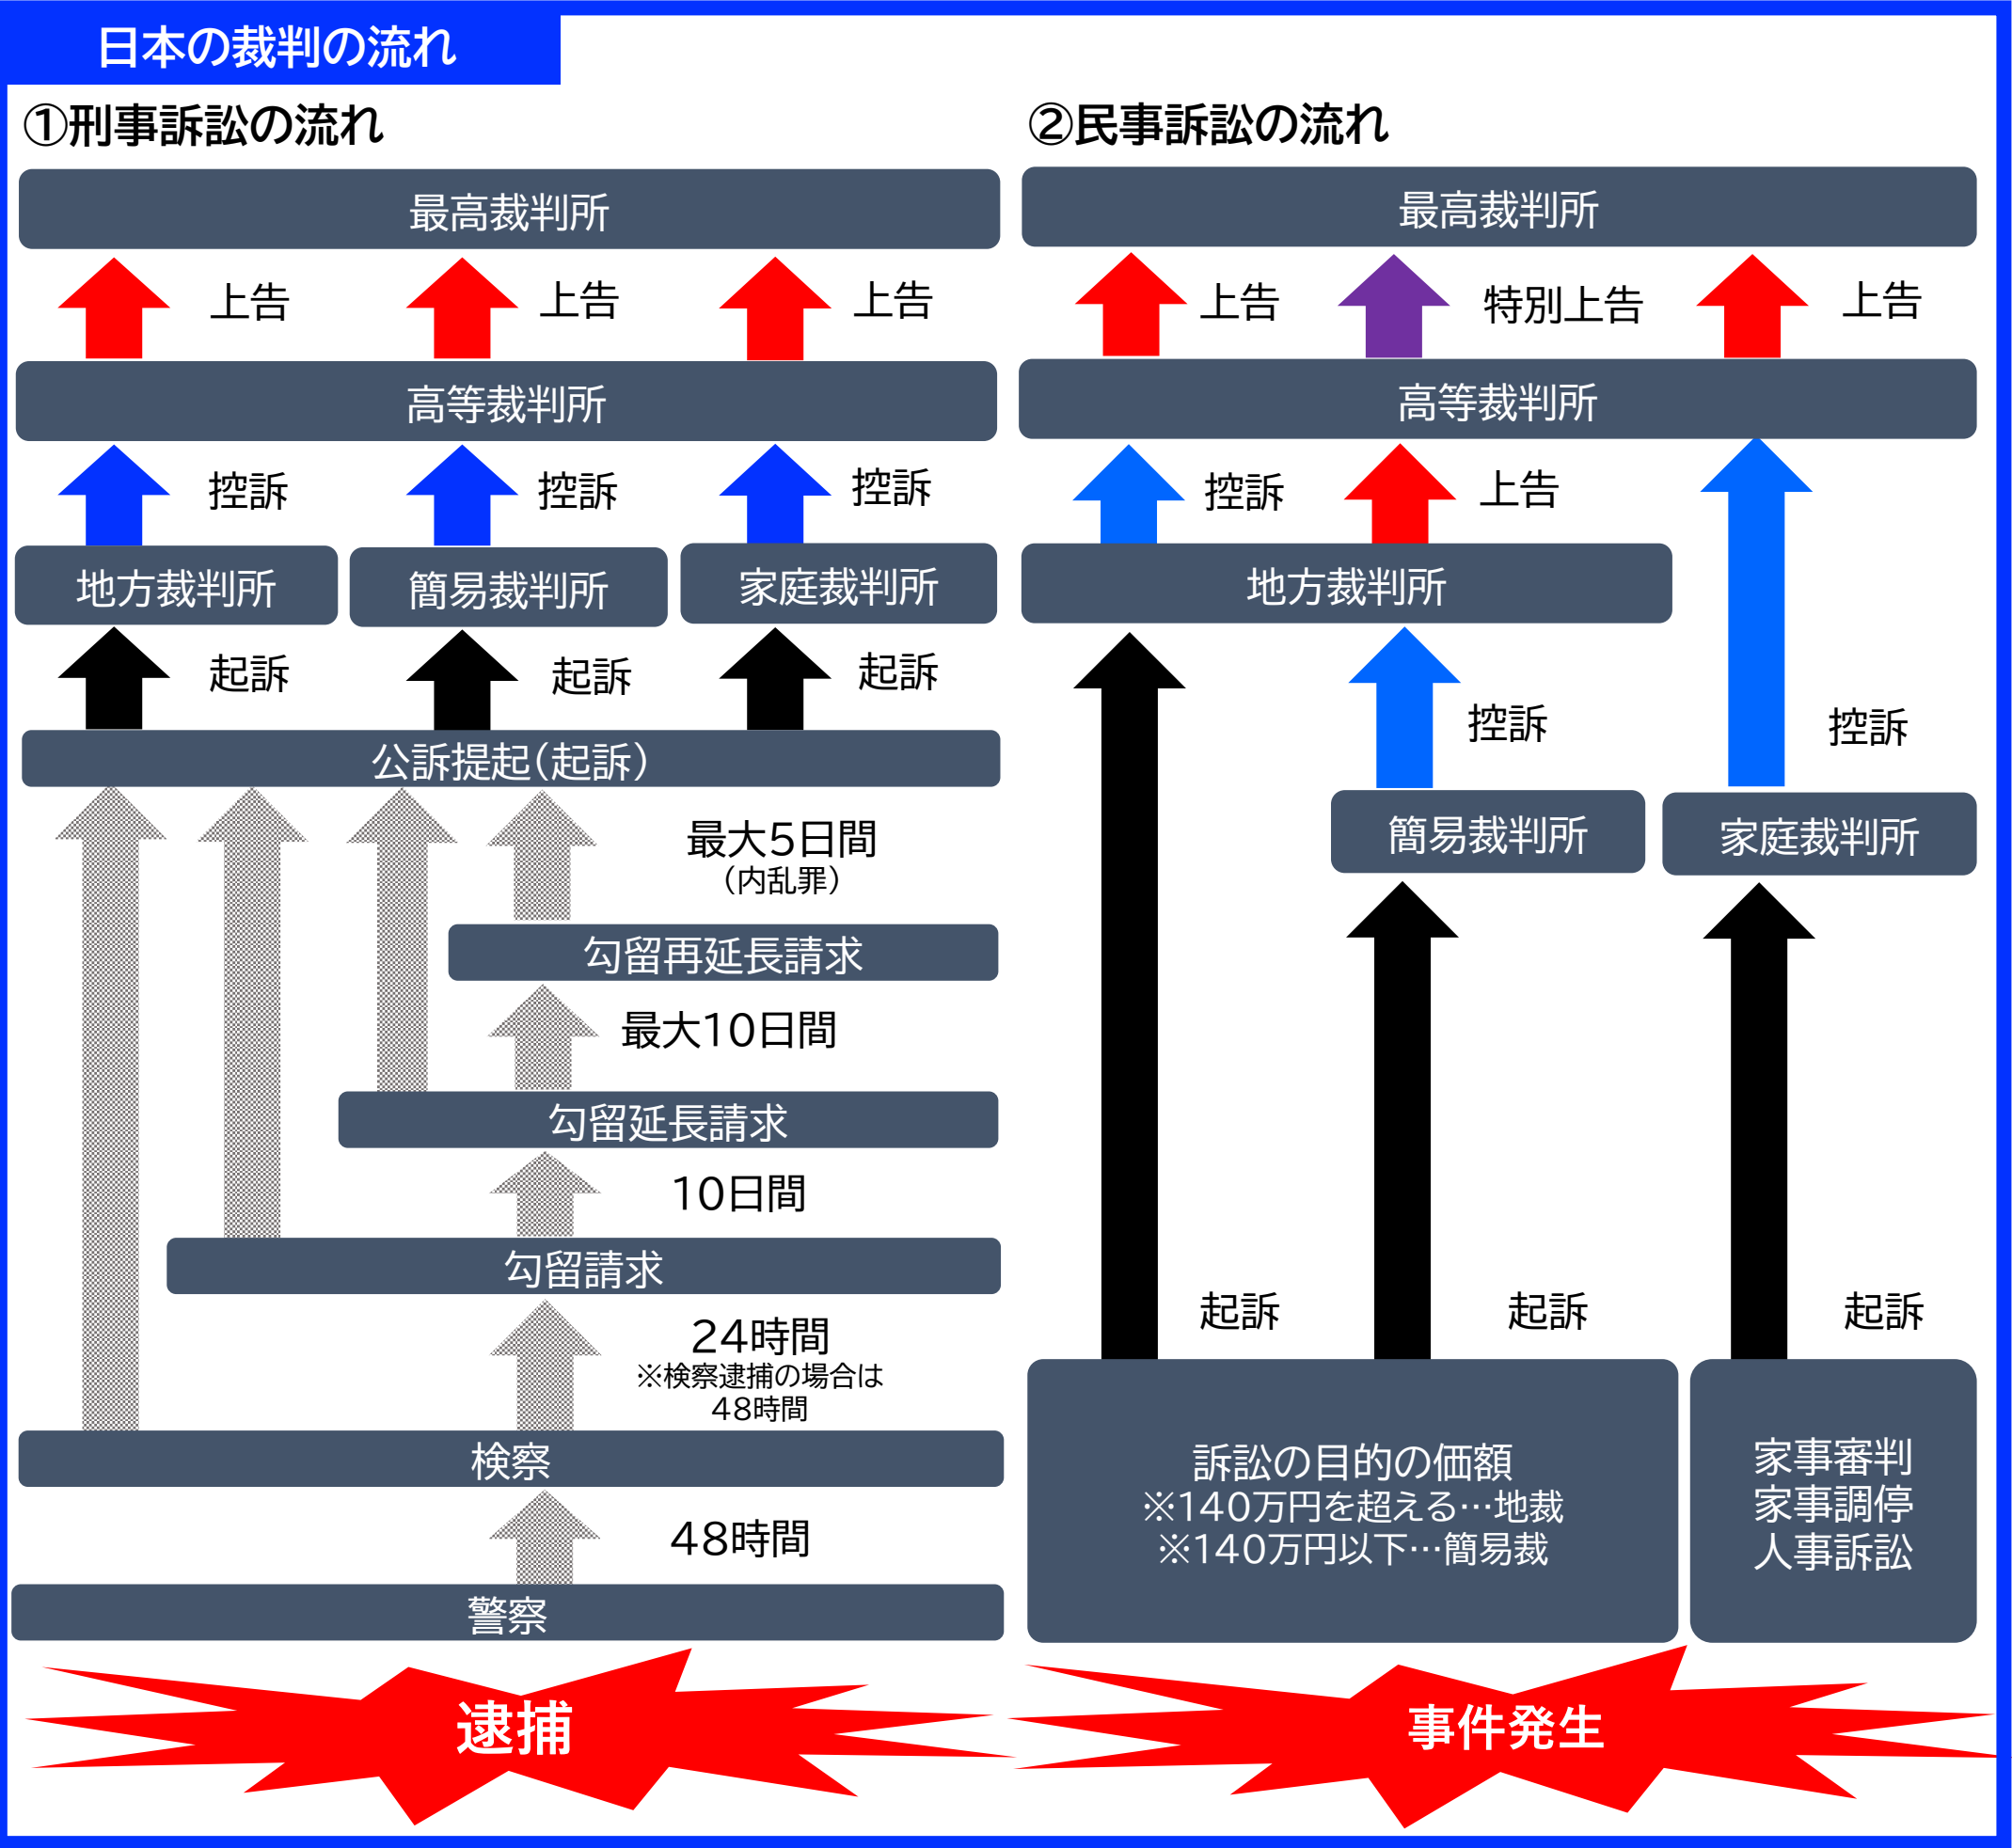 日本の裁判の流れ
①刑事訴訟の流れ
最高裁判所
上告
上告
上告
高等裁判所
控訴
控訴
控訴
地方裁判所
簡易裁判所
家庭裁判所
起訴
起訴
起訴
公訴提起(起訴)
最大5日間
(内乱罪)
勾留再延長請求
最大10日間
勾留延長請求
10日間
勾留請求
24時間
※検察逮捕の場合は
48時間
検察
48時間
警察
逮捕
②民事訴訟の流れ
最高裁判所
上告
特別上告
上告
高等裁判所
控訴
上告
地方裁判所
控訴
控訴
簡易裁判所
家庭裁判所
起訴
起訴
起訴
訴訟の目的の価額
※140万円を超える…地裁
※140万円以下…簡易裁
家事審判
家事調停
人事訴訟
事件発生